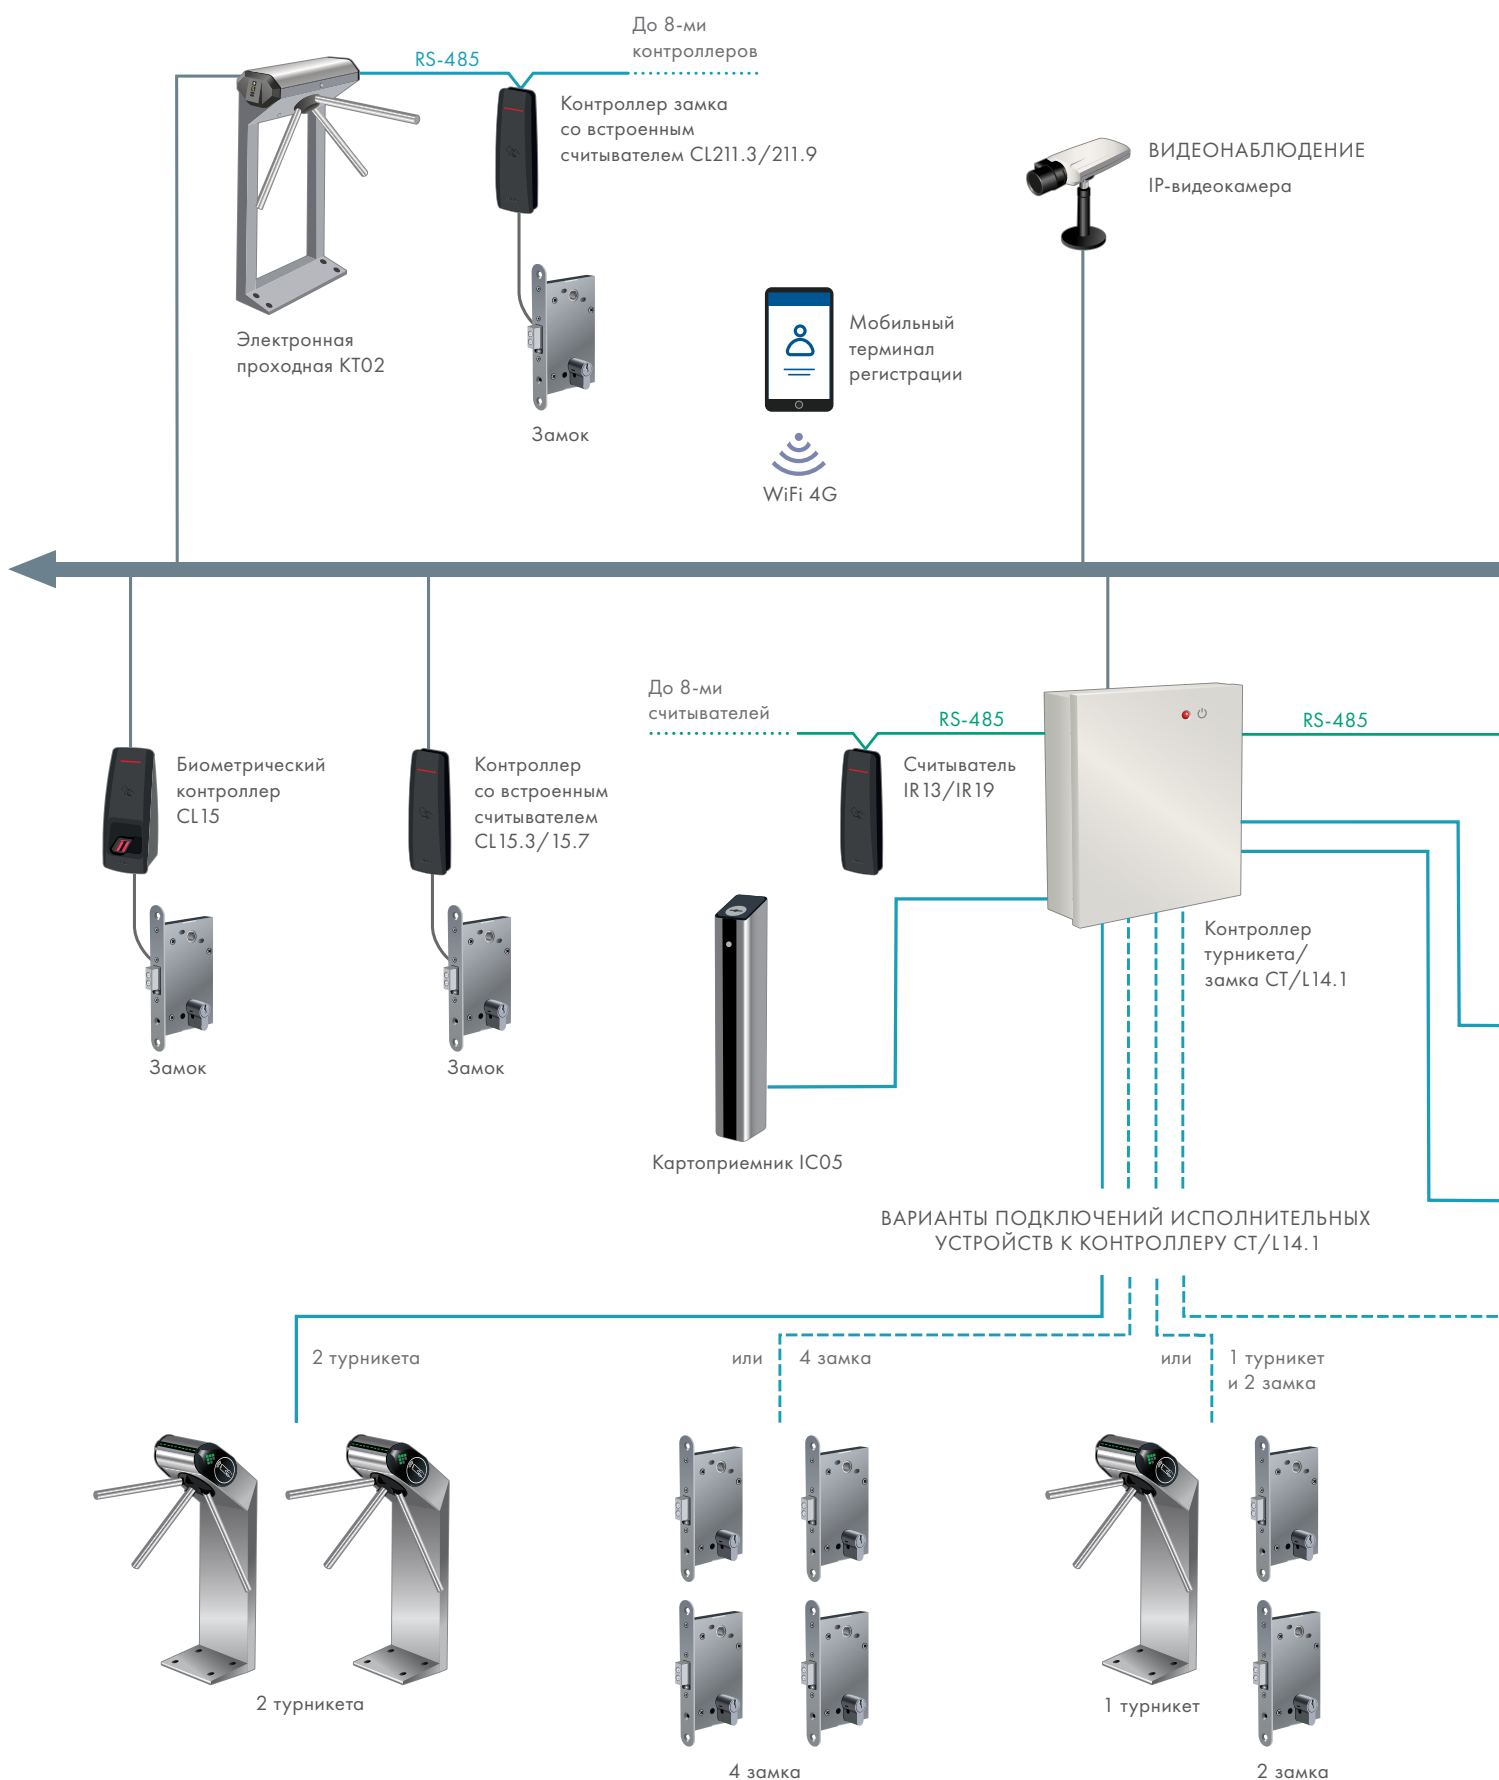 До 8-ми
контроллеров
RS-485
Контроллер замка
со встроенным
считывателем CL211.3/211.9
ВИДЕОНАБЛЮДЕНИЕ
IP-видеокамера
Электронная
проходная KT02
Замок
Мобильный
терминал
регистрации
WiFi 4G
До 8-ми
считывателей
RS-485
RS-485
Биометрический
контроллер
CL15
Контроллер
со встроенным
считывателем
CL15.3/15.7
Считыватель
IR13/IR19
Контроллер
турникета/
замка CT/L14.1
Замок
Замок
Картоприемник IC05
ВАРИАНТЫ ПОДКЛЮЧЕНИЙ ИСПОЛНИТЕЛЬНЫХ
УСТРОЙСТВ К КОНТРОЛЛЕРУ CT/L14.1
2 турникета
или
4 замка
или
1 турникет
и 2 замка
2 турникета
4 замка
1 турникет
2 замка